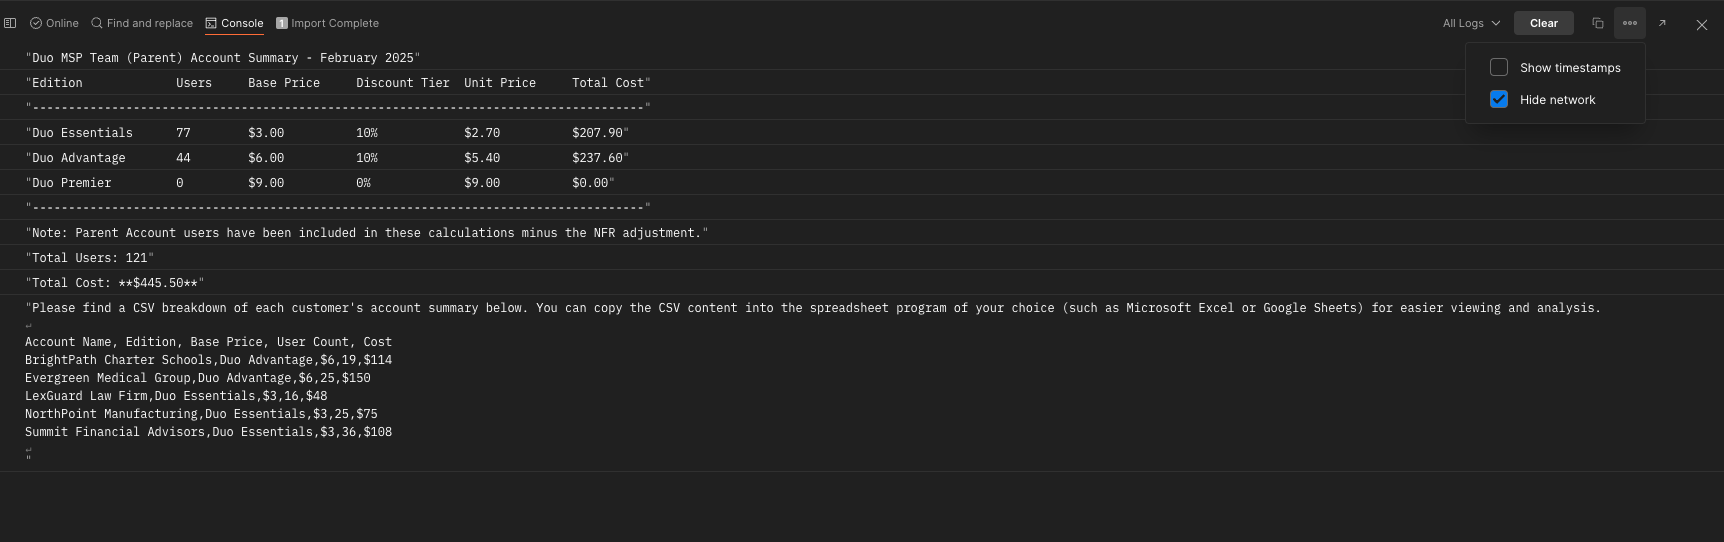 Online Find and replace Console 1 Import Complete All Logs Clear
Show timestamps
Hide network
"Duo MSP Team (Parent) Account Summary - February 2025"
"Edition Users Base Price Discount Tier Unit Price Total Cost"
"-------------------------------------------------------------------------------------"
"Duo Essentials 77 $3.00 10% $2.70 $207.90"
"Duo Advantage 44 $6.00 10% $5.40 $237.60"
"Duo Premier 0 $9.00 0% $9.00 $0.00"
"-------------------------------------------------------------------------------------"
"Note: Parent Account users have been included in these calculations minus the NFR adjustment."
"Total Users: 121"
"Total Cost: **$445.50**"
"Please find a CSV breakdown of each customer's account summary below. You can copy the CSV content into the spreadsheet program of your choice (such as Microsoft Excel or Google Sheets) for easier viewing and analysis.
↵
Account Name, Edition, Base Price, User Count, Cost
BrightPath Charter Schools,Duo Advantage,$6,19,$114
Evergreen Medical Group,Duo Advantage,$6,25,$150
LexGuard Law Firm,Duo Essentials,$3,16,$48
NorthPoint Manufacturing,Duo Essentials,$3,25,$75
Summit Financial Advisors,Duo Essentials,$3,36,$108
↵
"